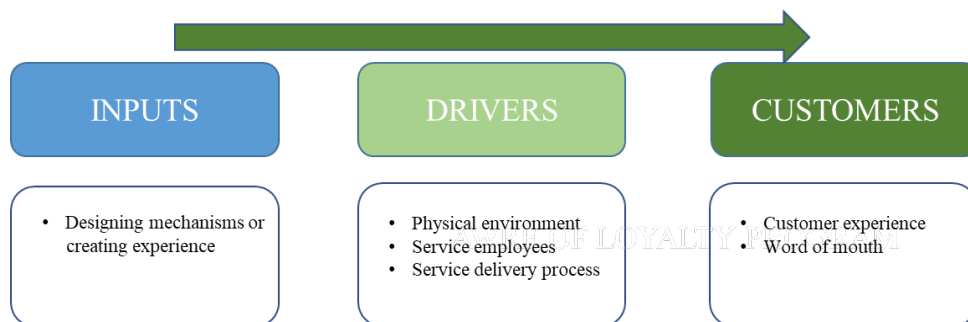 INPUTS
DRIVERS
CUSTOMERS
• Designing mechanisms or
creating experience
• Physical environment
• Service employees
• Service delivery process
• Customer experience
• Word of mouth
LOYALTY